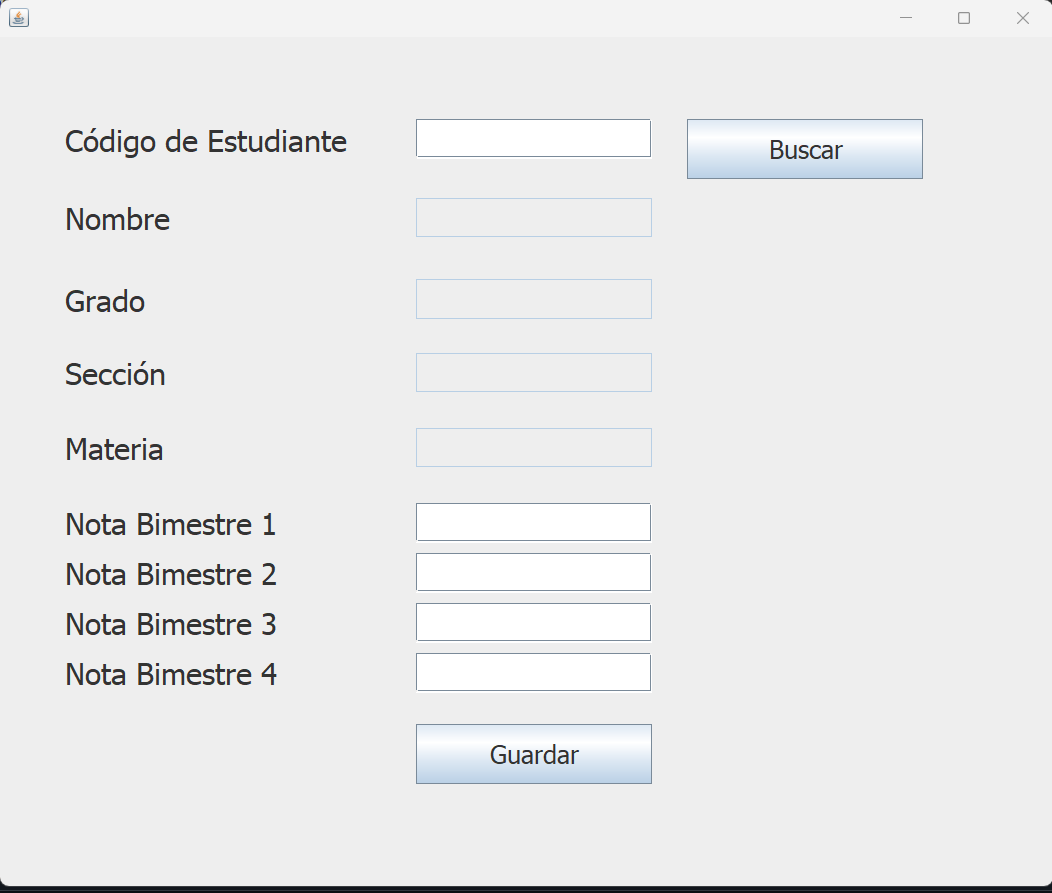 Código de Estudiante
Buscar
Nombre
Grado
Sección
Materia
Nota Bimestre 1
Nota Bimestre 2
Nota Bimestre 3
Nota Bimestre 4
Guardar